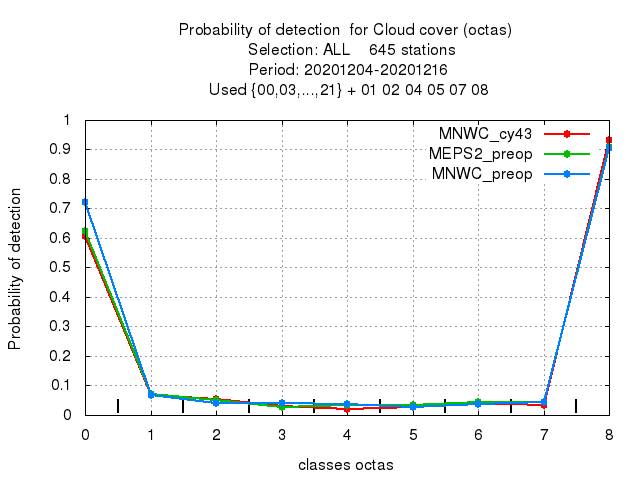 Probability of detection  for Cloud cover (octas)
Selection: ALL    645 stations
Period: 20201204-20201216
Used {00,03,...,21} + 01 02 04 05 07 08
Probability of detection
1
0.9
0.8
0.7
0.6
0.5
0.4
0.3
0.2
0.1
0
MNWC_cy43
MEPS2_preop
MNWC_preop
0 1 2 3 4 5 6 7 8
classes octas